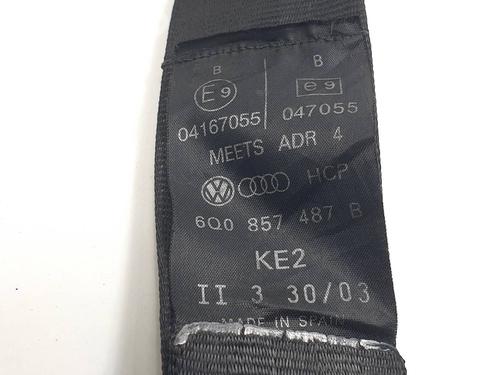 B B
E9 e9
04167055 047055
MEETS ADR 4
HCP
6Q0 857 487 B
KE2
II 3 30/03
MADE IN SPAIN